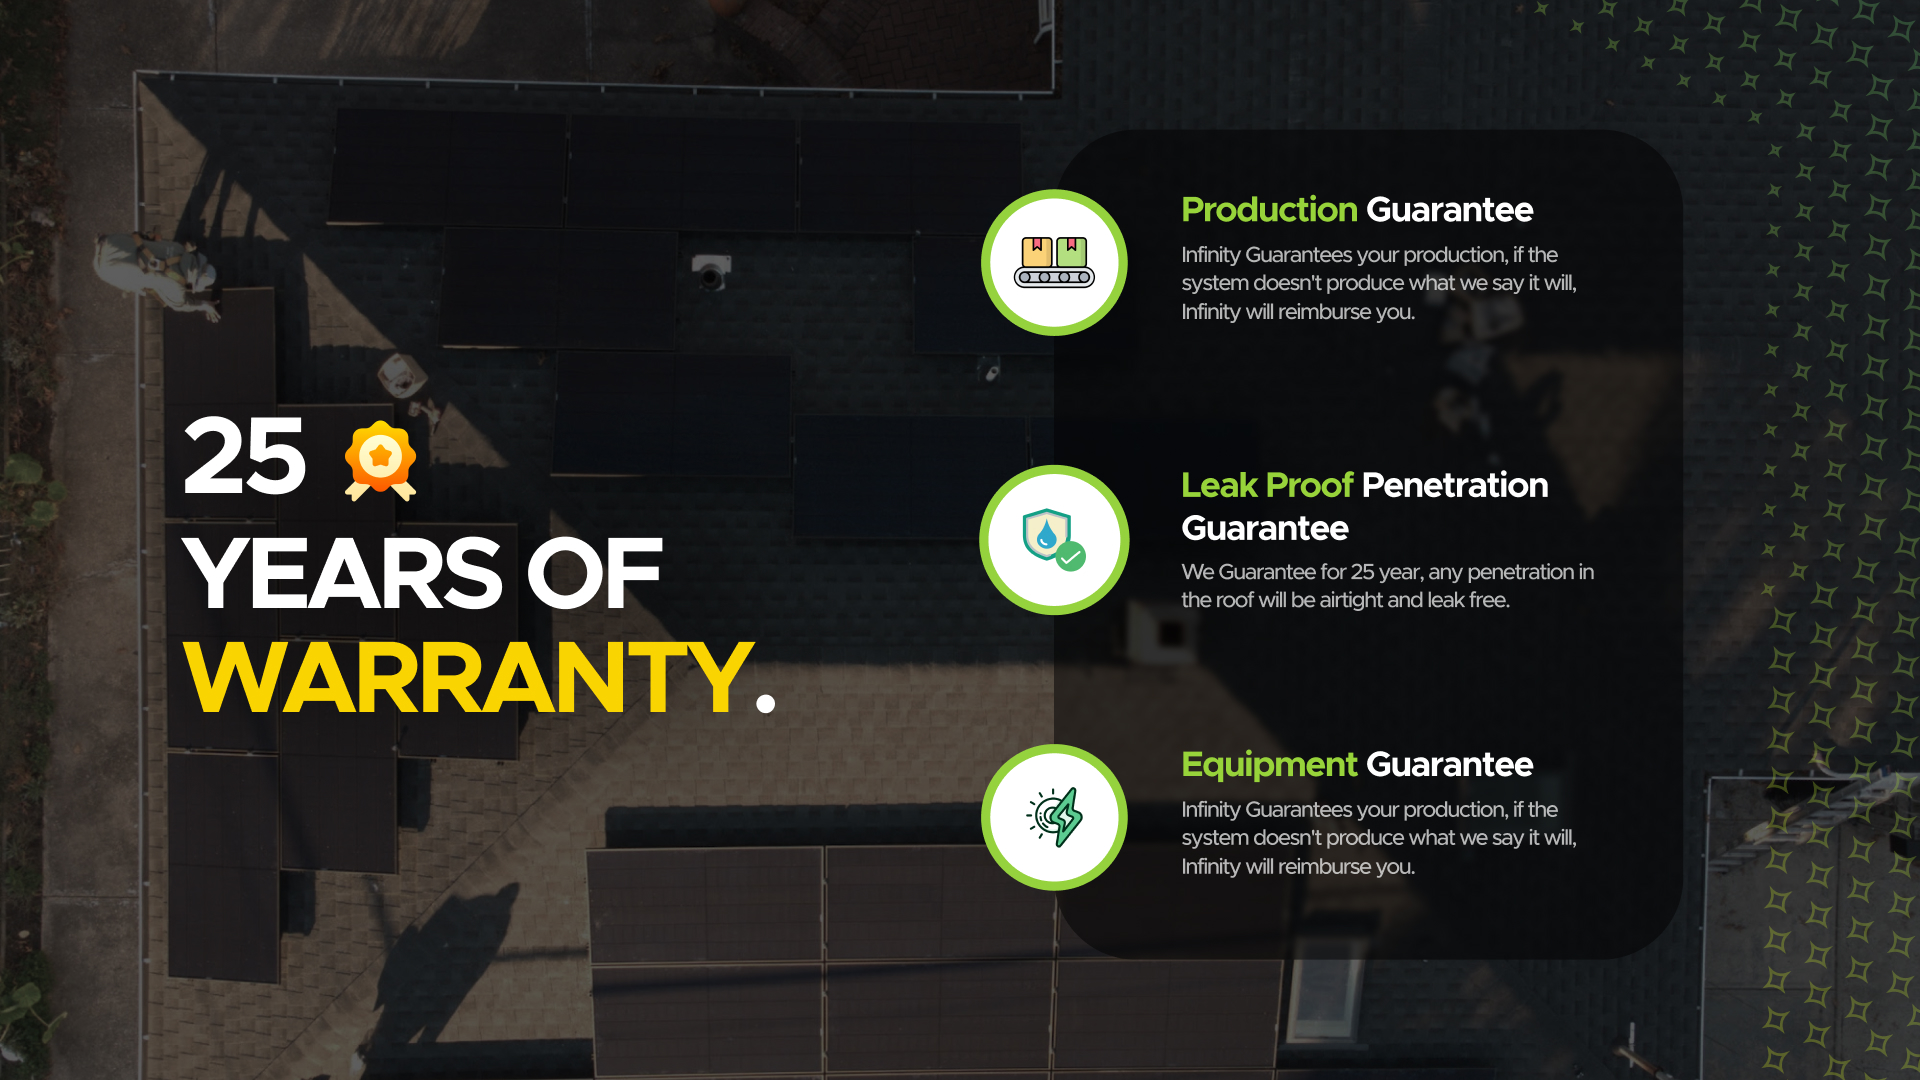 25
YEARS OF
WARRANTY.
Production Guarantee
Infinity Guarantees your production, if the
system doesn't produce what we say it will,
Infinity will reimburse you.
Leak Proof Penetration
Guarantee
We Guarantee for 25 year, any penetration in
the roof will be airtight and leak free.
Equipment Guarantee
Infinity Guarantees your production, if the
system doesn't produce what we say it will,
Infinity will reimburse you.